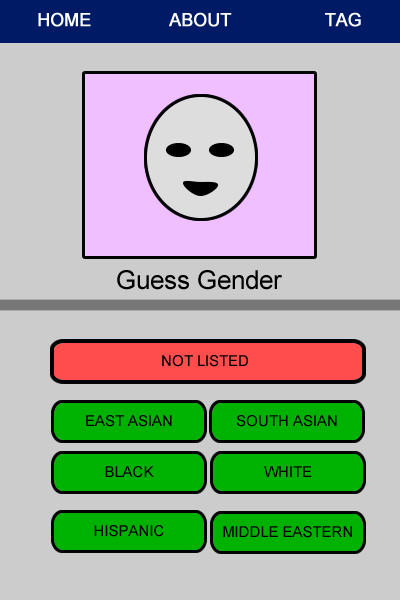 HOME ABOUT TAG
Guess Gender
NOT LISTED
EAST ASIAN SOUTH ASIAN
BLACK WHITE
HISPANIC MIDDLE EASTERN